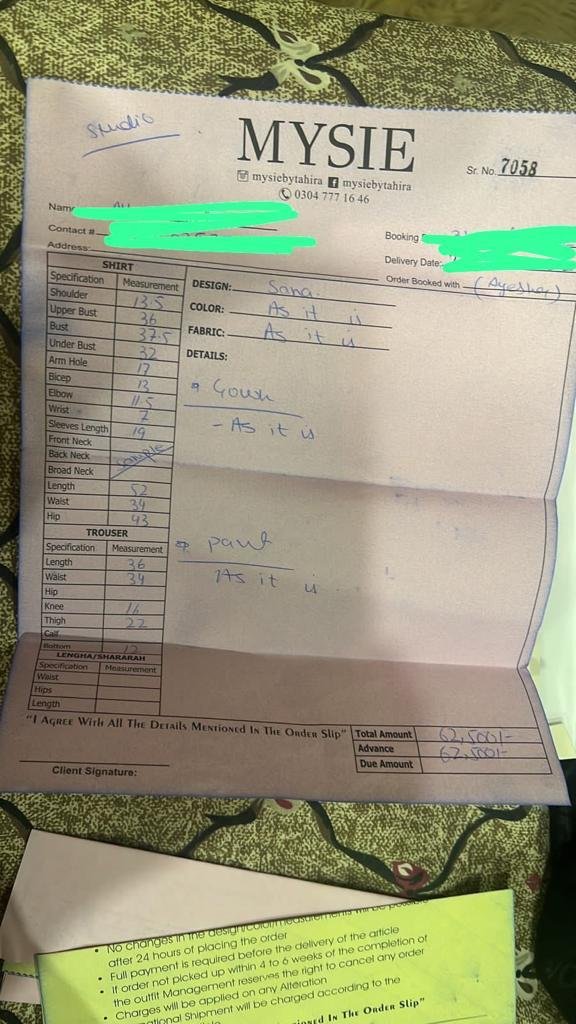 Studio
MYSIE
mysiebytahira mysiebytahira
0304 777 16 46
Sr. No. 7058
Name
Contact #
Address:
Booking
Delivery Date:
Order Booked with (Ayesha)
SHIRT
Specification Measurement
Shoulder 13.5
Upper Bust 36
Bust 37.5
Under Bust 32
Arm Hole 17
Bicep 13
Elbow 11.5
Wrist 7
Sleeves Length 19
Front Neck
Back Neck sample
Broad Neck
Length 52
Waist 34
Hip 43
TROUSER
Specification Measurement
Length 36
Waist 34
Hip
Knee 16
Thigh 22
Calf
Bottom 12
LENGHA/SHARARAH
Specification Measurement
Waist
Hips
Length
DESIGN: Sana.
COLOR: As it is
FABRIC: As it is
DETAILS:
* Gown
- As it is
* pant
As it is
"I AGREE WITH ALL THE DETAILS MENTIONED IN THE ORDER SLIP"
Total Amount 62,500/-
Advance 62,500/-
Due Amount
Client Signature:
• No changes in the design/color/measurements will be possible
after 24 hours of placing the order
• Full payment is required before the delivery of the article
• If order not picked up within 4 to 6 weeks of the completion of
the outfit Management reserves the right to cancel any order
• Charges will be applied on any Alteration
ational Shipment will be charged according to the
IN THE ORDER SLIP"